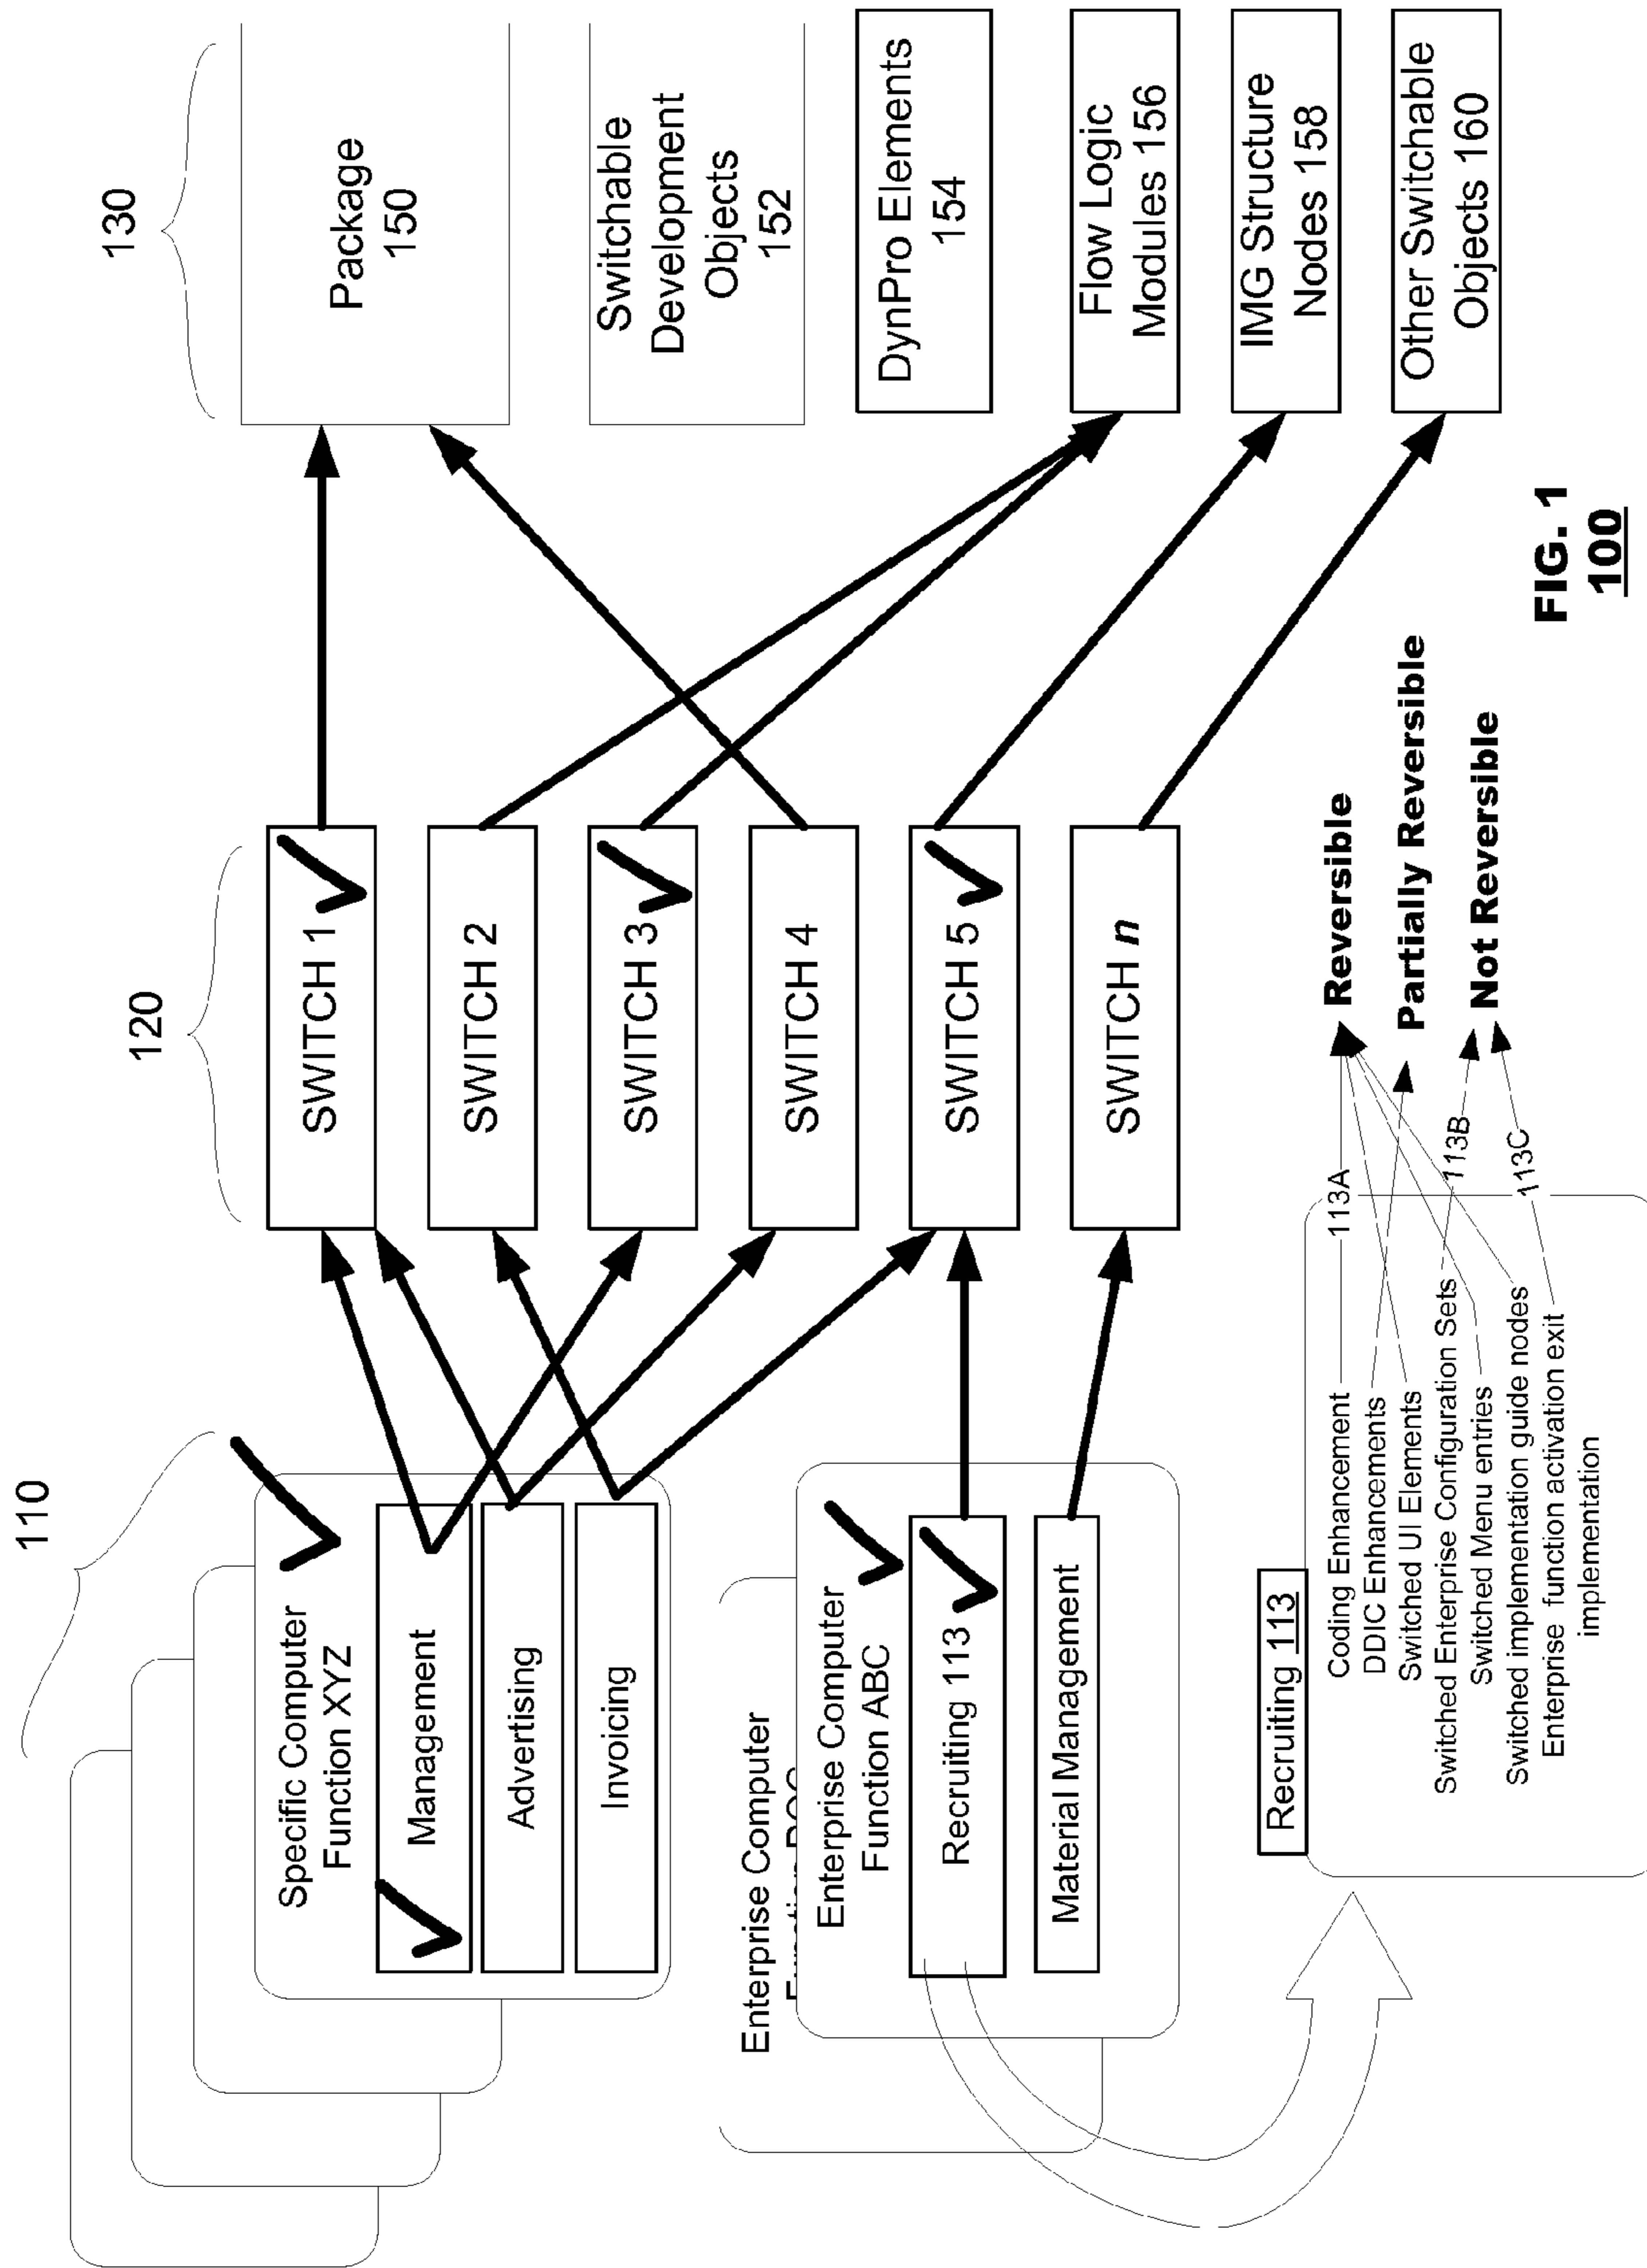 110
120
130
Specific Computer
Function XYZ
Management
Advertising
Invoicing
Enterprise Computer
Enterprise Computer
Function ABC
Recruiting 113
Material Management
SWITCH 1
SWITCH 2
SWITCH 3
SWITCH 4
SWITCH 5
SWITCH n
Package
150
Switchable
Development
Objects
152
DynPro Elements
154
Flow Logic
Modules 156
IMG Structure
Nodes 158
Other Switchable
Objects 160
Recruiting 113
Coding Enhancement
DDIC Enhancements
Switched UI Elements
Switched Enterprise Configuration Sets
Switched Menu entries
Switched implementation guide nodes
Enterprise function activation exit
implementation
113A
113B
113C
Reversible
Partially Reversible
Not Reversible
FIG. 1
100